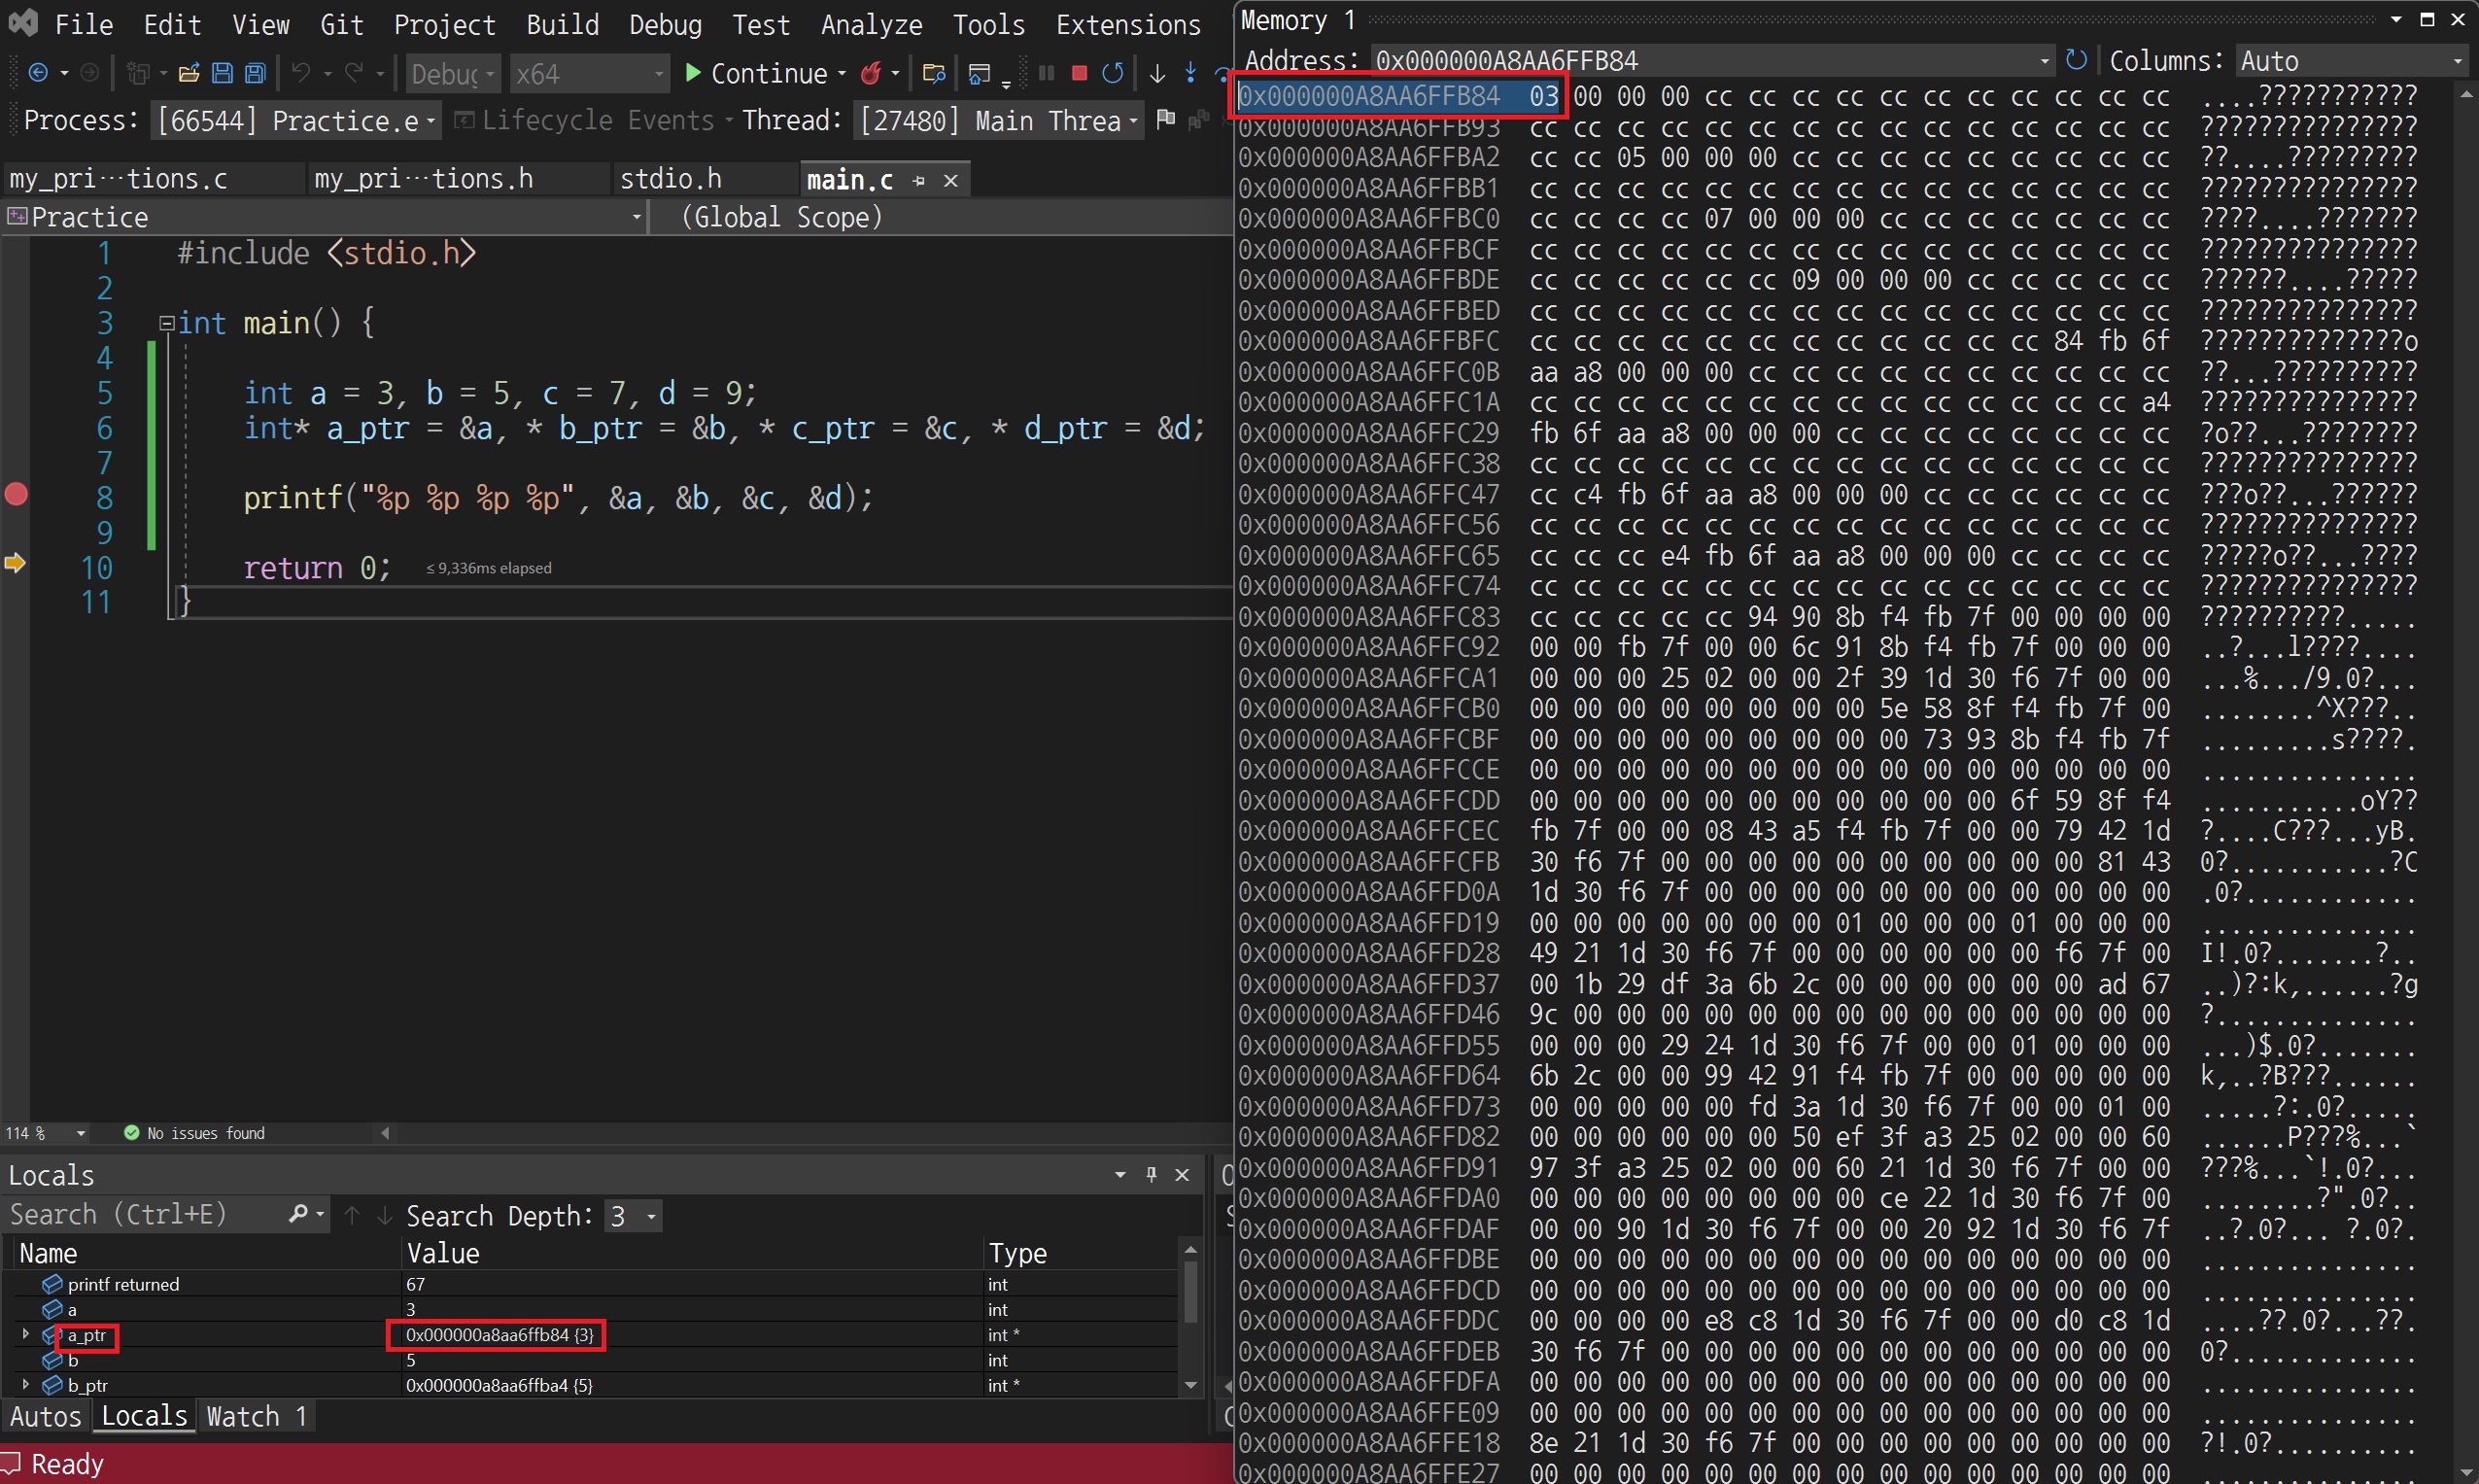 File Edit View Git Project Build Debug Test Analyze Tools Extensions
Debug x64 Continue
Process: [66544] Practice.e Lifecycle Events Thread: [27480] Main Threa
my_pri…tions.c my_pri…tions.h stdio.h main.c
Practice (Global Scope)
1 #include <stdio.h>
2
3 int main() {
4
5 int a = 3, b = 5, c = 7, d = 9;
6 int* a_ptr = &a, * b_ptr = &b, * c_ptr = &c, * d_ptr = &d;
7
8 printf("%p %p %p %p", &a, &b, &c, &d);
9
10 return 0; ≤ 9,336ms elapsed
11 }
114 % No issues found
Locals
Search (Ctrl+E) Search Depth: 3
Name Value Type
printf returned 67 int
a 3 int
a_ptr 0x000000a8aa6ffb84 {3} int *
b 5 int
b_ptr 0x000000a8aa6ffba4 {5} int *
Autos Locals Watch 1
Ready
Memory 1
Address: 0x000000A8AA6FFB84 Columns: Auto
0x000000A8AA6FFB84 03 00 00 00 cc cc cc cc cc cc cc cc cc cc cc ....???????????
0x000000A8AA6FFB93 cc cc cc cc cc cc cc cc cc cc cc cc cc cc cc ???????????????
0x000000A8AA6FFBA2 cc cc 05 00 00 00 cc cc cc cc cc cc cc cc cc ??....?????????
0x000000A8AA6FFBB1 cc cc cc cc cc cc cc cc cc cc cc cc cc cc cc ???????????????
0x000000A8AA6FFBC0 cc cc cc cc 07 00 00 00 cc cc cc cc cc cc cc ????....???????
0x000000A8AA6FFBCF cc cc cc cc cc cc cc cc cc cc cc cc cc cc cc ???????????????
0x000000A8AA6FFBDE cc cc cc cc cc cc 09 00 00 00 cc cc cc cc cc ??????....?????
0x000000A8AA6FFBED cc cc cc cc cc cc cc cc cc cc cc cc cc cc cc ???????????????
0x000000A8AA6FFBFC cc cc cc cc cc cc cc cc cc cc cc cc 84 fb 6f ??????????????o
0x000000A8AA6FFC0B aa a8 00 00 00 cc cc cc cc cc cc cc cc cc cc ??...??????????
0x000000A8AA6FFC1A cc cc cc cc cc cc cc cc cc cc cc cc cc cc a4 ???????????????
0x000000A8AA6FFC29 fb 6f aa a8 00 00 00 cc cc cc cc cc cc cc cc ?o??...????????
0x000000A8AA6FFC38 cc cc cc cc cc cc cc cc cc cc cc cc cc cc cc ???????????????
0x000000A8AA6FFC47 cc c4 fb 6f aa a8 00 00 00 cc cc cc cc cc cc ???o??...??????
0x000000A8AA6FFC56 cc cc cc cc cc cc cc cc cc cc cc cc cc cc cc ???????????????
0x000000A8AA6FFC65 cc cc cc e4 fb 6f aa a8 00 00 00 cc cc cc cc ?????o??...????
0x000000A8AA6FFC74 cc cc cc cc cc cc cc cc cc cc cc cc cc cc cc ???????????????
0x000000A8AA6FFC83 cc cc cc cc cc 94 90 8b f4 fb 7f 00 00 00 00 ??????????.....
0x000000A8AA6FFC92 00 00 fb 7f 00 00 6c 91 8b f4 fb 7f 00 00 00 ..?...l????....
0x000000A8AA6FFCA1 00 00 00 25 02 00 00 2f 39 1d 30 f6 7f 00 00 ...%.../9.0?...
0x000000A8AA6FFCB0 00 00 00 00 00 00 00 00 5e 58 8f f4 fb 7f 00 ........^X???..
0x000000A8AA6FFCBF 00 00 00 00 00 00 00 00 00 73 93 8b f4 fb 7f .........s????.
0x000000A8AA6FFCCE 00 00 00 00 00 00 00 00 00 00 00 00 00 00 00 ...............
0x000000A8AA6FFCDD 00 00 00 00 00 00 00 00 00 00 00 6f 59 8f f4 ...........oY??
0x000000A8AA6FFCEC fb 7f 00 00 08 43 a5 f4 fb 7f 00 00 79 42 1d ?....C???...yB.
0x000000A8AA6FFCFB 30 f6 7f 00 00 00 00 00 00 00 00 00 00 81 43 0?...........?C
0x000000A8AA6FFD0A 1d 30 f6 7f 00 00 00 00 00 00 00 00 00 00 00 .0?............
0x000000A8AA6FFD19 00 00 00 00 00 00 00 01 00 00 00 01 00 00 00 ...............
0x000000A8AA6FFD28 49 21 1d 30 f6 7f 00 00 00 00 00 00 f6 7f 00 I!.0?.......?..
0x000000A8AA6FFD37 00 1b 29 df 3a 6b 2c 00 00 00 00 00 00 ad 67 ..)?:k,......?g
0x000000A8AA6FFD46 9c 00 00 00 00 00 00 00 00 00 00 00 00 00 00 ?..............
0x000000A8AA6FFD55 00 00 00 29 24 1d 30 f6 7f 00 00 01 00 00 00 ...)$.0?.......
0x000000A8AA6FFD64 6b 2c 00 00 99 42 91 f4 fb 7f 00 00 00 00 00 k,..?B???......
0x000000A8AA6FFD73 00 00 00 00 00 fd 3a 1d 30 f6 7f 00 00 01 00 .....?:.0?.....
0x000000A8AA6FFD82 00 00 00 00 00 00 50 ef 3f a3 25 02 00 00 60 ......P???%...`
0x000000A8AA6FFD91 97 3f a3 25 02 00 00 60 21 1d 30 f6 7f 00 00 ???%...`!.0?...
0x000000A8AA6FFDA0 00 00 00 00 00 00 00 00 ce 22 1d 30 f6 7f 00 ........?".0?..
0x000000A8AA6FFDAF 00 00 90 1d 30 f6 7f 00 00 20 92 1d 30 f6 7f ..?.0?... ?.0?.
0x000000A8AA6FFDBE 00 00 00 00 00 00 00 00 00 00 00 00 00 00 00 ...............
0x000000A8AA6FFDCD 00 00 00 00 00 00 00 00 00 00 00 00 00 00 00 ...............
0x000000A8AA6FFDDC 00 00 00 00 e8 c8 1d 30 f6 7f 00 00 d0 c8 1d ....??.0?...??.
0x000000A8AA6FFDEB 30 f6 7f 00 00 00 00 00 00 00 00 00 00 00 00 0?.............
0x000000A8AA6FFDFA 00 00 00 00 00 00 00 00 00 00 00 00 00 00 00 ...............
0x000000A8AA6FFE09 00 00 00 00 00 00 00 00 00 00 00 00 00 00 00 ...............
0x000000A8AA6FFE18 8e 21 1d 30 f6 7f 00 00 00 00 00 00 00 00 00 ?!.0?..........
0x000000A8AA6FFE27 00 00 00 00 00 00 00 00 00 00 00 00 00 00 00 ...............